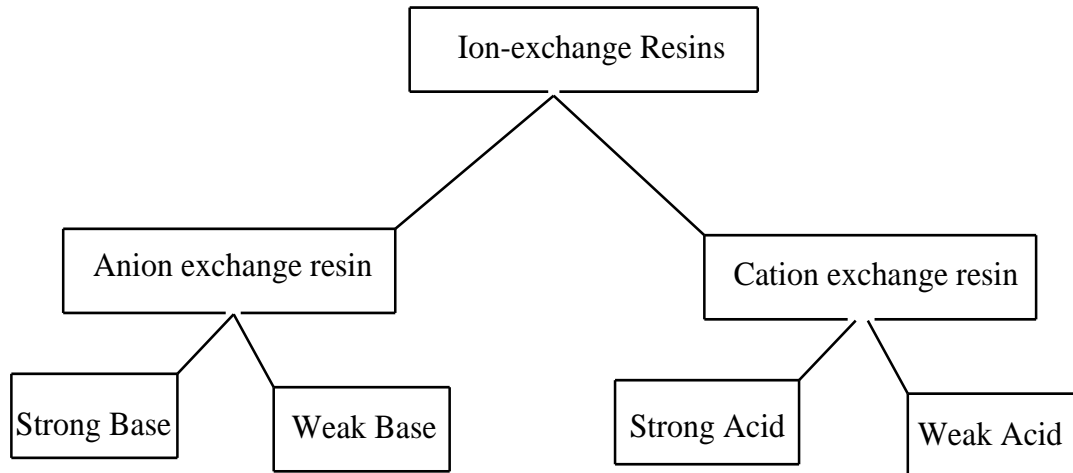 Ion-exchange Resins
Anion exchange resin
Cation exchange resin
Strong Base
Weak Base
Strong Acid
Weak Acid